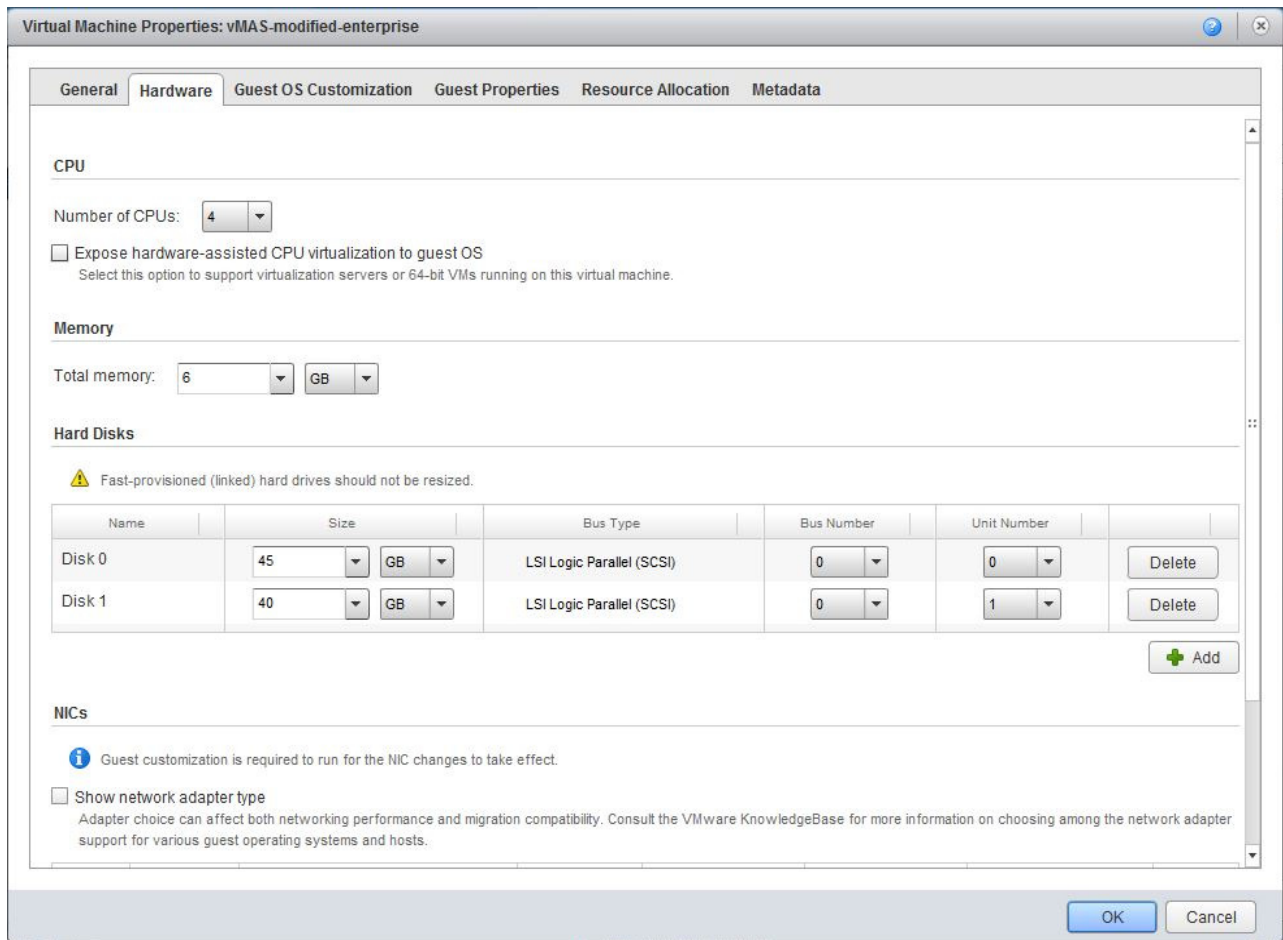 Virtual Machine Properties: vMAS-modified-enterprise
General Hardware Guest OS Customization Guest Properties Resource Allocation Metadata
CPU
Number of CPUs: 4
Expose hardware-assisted CPU virtualization to guest OS
Select this option to support virtualization servers or 64-bit VMs running on this virtual machine.
Memory
Total memory: 6 GB
Hard Disks
Fast-provisioned (linked) hard drives should not be resized.
Name Size Bus Type Bus Number Unit Number
Disk 0 45 GB LSI Logic Parallel (SCSI) 0 0 Delete
Disk 1 40 GB LSI Logic Parallel (SCSI) 0 1 Delete
Add
NICs
Guest customization is required to run for the NIC changes to take effect.
Show network adapter type
Adapter choice can affect both networking performance and migration compatibility. Consult the VMware KnowledgeBase for more information on choosing among the network adapter
support for various guest operating systems and hosts.
OK Cancel